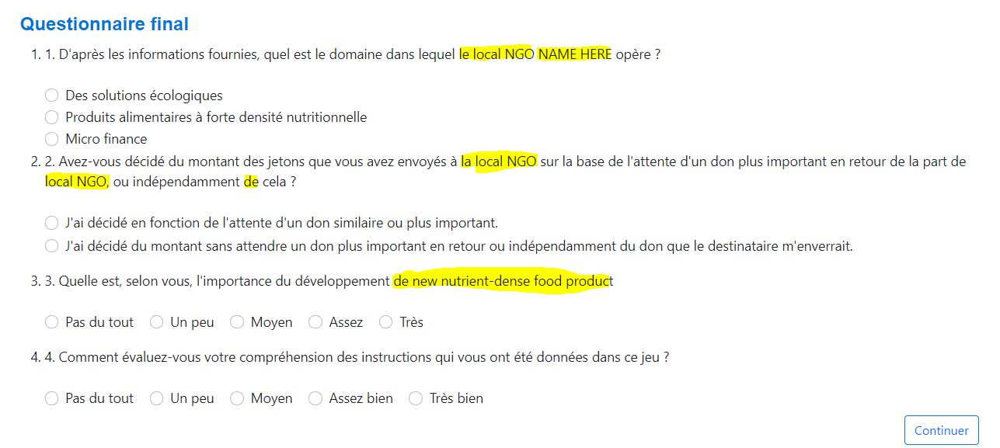 Questionnaire final
1. 1. D'après les informations fournies, quel est le domaine dans lequel le local NGO NAME HERE opère ?
Des solutions écologiques
Produits alimentaires à forte densité nutritionnelle
Micro finance
2. 2. Avez-vous décidé du montant des jetons que vous avez envoyés à la local NGO sur la base de l'attente d'un don plus important en retour de la part de
local NGO, ou indépendamment de cela ?
J'ai décidé en fonction de l'attente d'un don similaire ou plus important.
J'ai décidé du montant sans attendre un don plus important en retour ou indépendamment du don que le destinataire m'enverrait.
3. 3. Quelle est, selon vous, l'importance du développement de new nutrient-dense food product
Pas du tout Un peu Moyen Assez Très
4. 4. Comment évaluez-vous votre compréhension des instructions qui vous ont été données dans ce jeu ?
Pas du tout Un peu Moyen Assez bien Très bien
Continuer